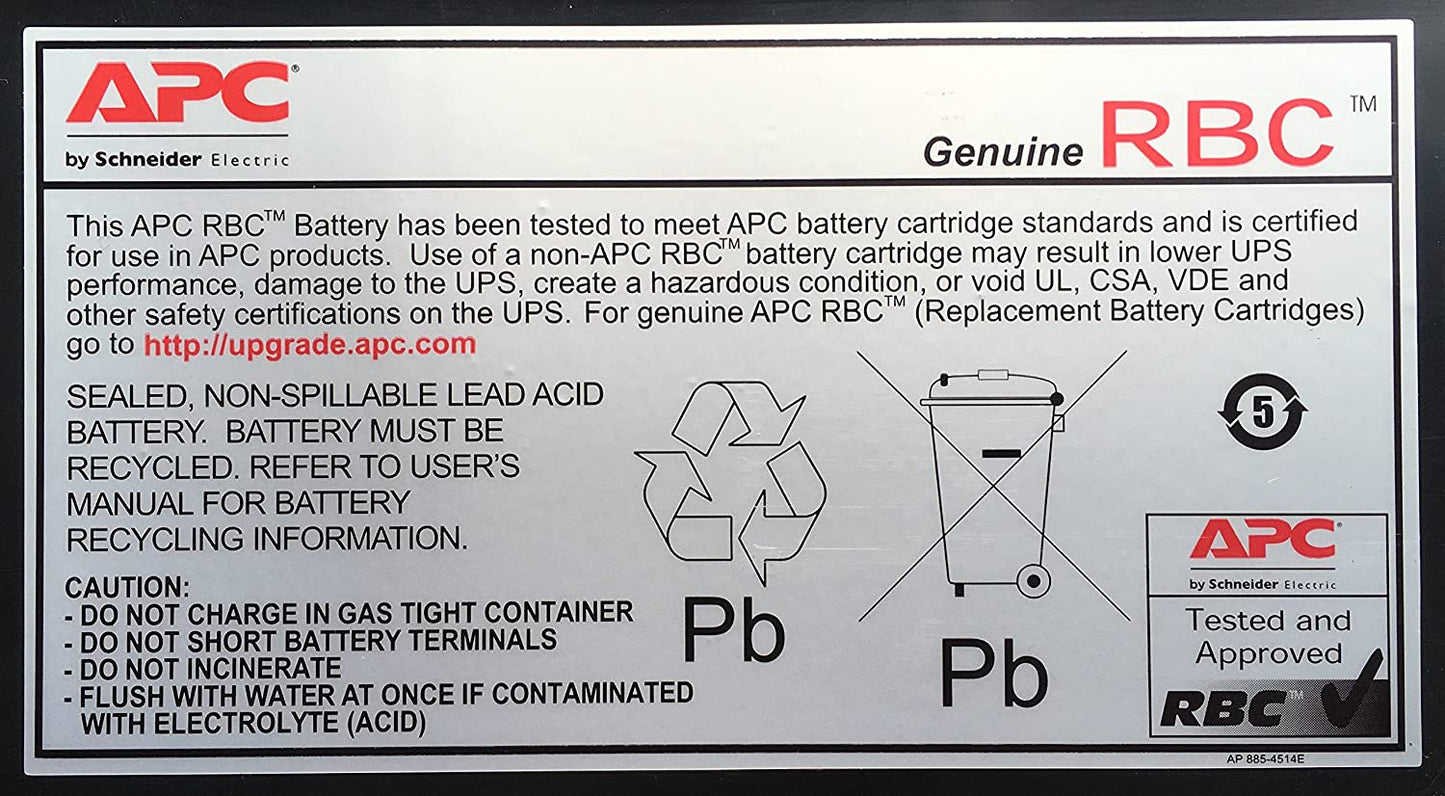 APC®
by Schneider Electric
Genuine RBC™
This APC RBC™ Battery has been tested to meet APC battery cartridge standards and is certified
for use in APC products. Use of a non-APC RBC™ battery cartridge may result in lower UPS
performance, damage to the UPS, create a hazardous condition, or void UL, CSA, VDE and
other safety certifications on the UPS. For genuine APC RBC™ (Replacement Battery Cartridges)
go to http://upgrade.apc.com
SEALED, NON-SPILLABLE LEAD ACID
BATTERY. BATTERY MUST BE
RECYCLED. REFER TO USER'S
MANUAL FOR BATTERY
RECYCLING INFORMATION.
CAUTION:
- DO NOT CHARGE IN GAS TIGHT CONTAINER
- DO NOT SHORT BATTERY TERMINALS
- DO NOT INCINERATE
- FLUSH WITH WATER AT ONCE IF CONTAMINATED
WITH ELECTROLYTE (ACID)
Pb
Pb
5
APC®
by Schneider Electric
Tested and
Approved
RBC™
AP 885-4514E